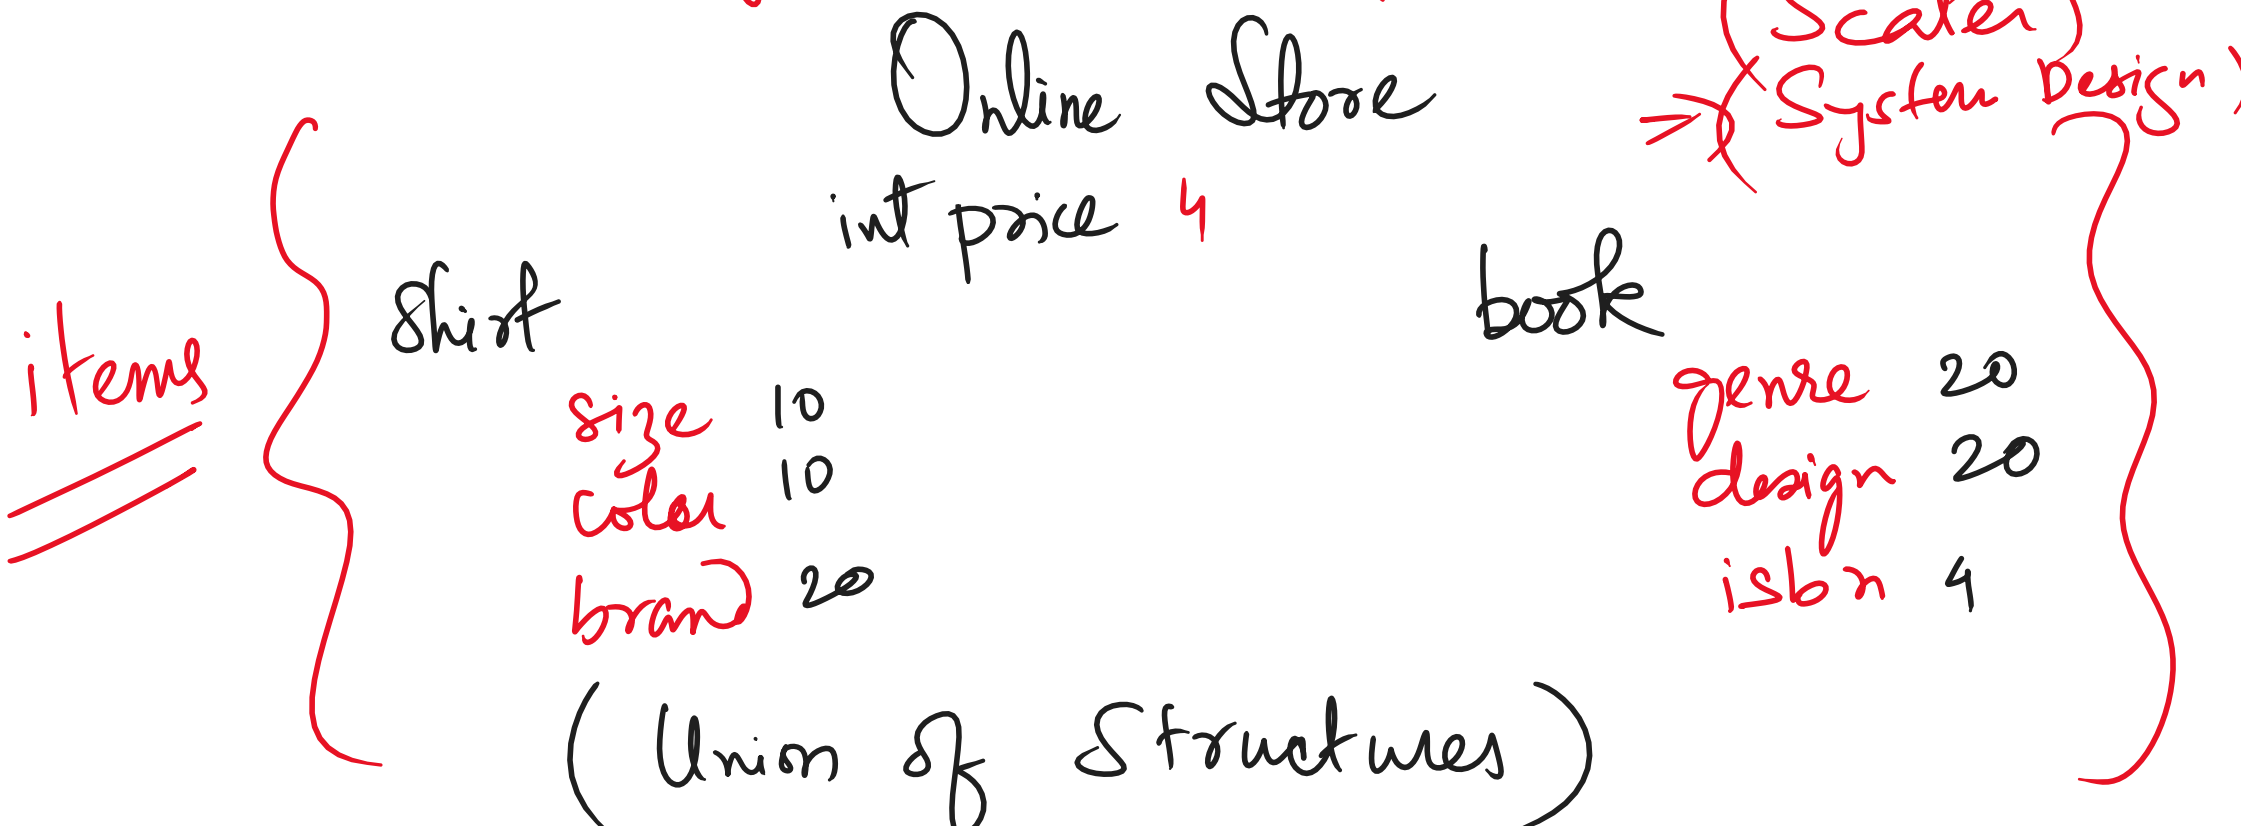 Online Store
(Scaler)
(System Design)
int price 4
shirt
book
items
size 10
color 10
brand 20
genre 20
design 20
isbn 4
(Union of Structures)